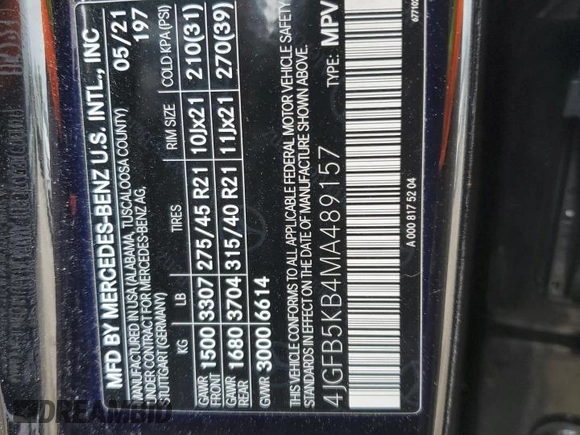 MFD BY MERCEDES-BENZ U.S. INTL., INC
MANUFACTURED IN USA (ALABAMA, TUSCALOOSA COUNTY)
UNDER CONTRACT FOR MERCEDES-BENZ AG,
STUTTGART (GERMANY)
05/21
197
KG LB TIRES RIM SIZE COLD KPA (PSI)
GAWR FRONT 1500 3307 275/45 R21 10Jx21 210(31)
GAWR REAR 1680 3704 315/40 R21 11Jx21 270(39)
GVWR 3000.6614
THIS VEHICLE CONFORMS TO ALL APPLICABLE FEDERAL MOTOR VEHICLE SAFETY
STANDARDS IN EFFECT ON THE DATE OF MANUFACTURE SHOWN ABOVE.
4JGFB5KB4MA489157 TYPE: MPV
A 000 817 52 04
DREAMBID